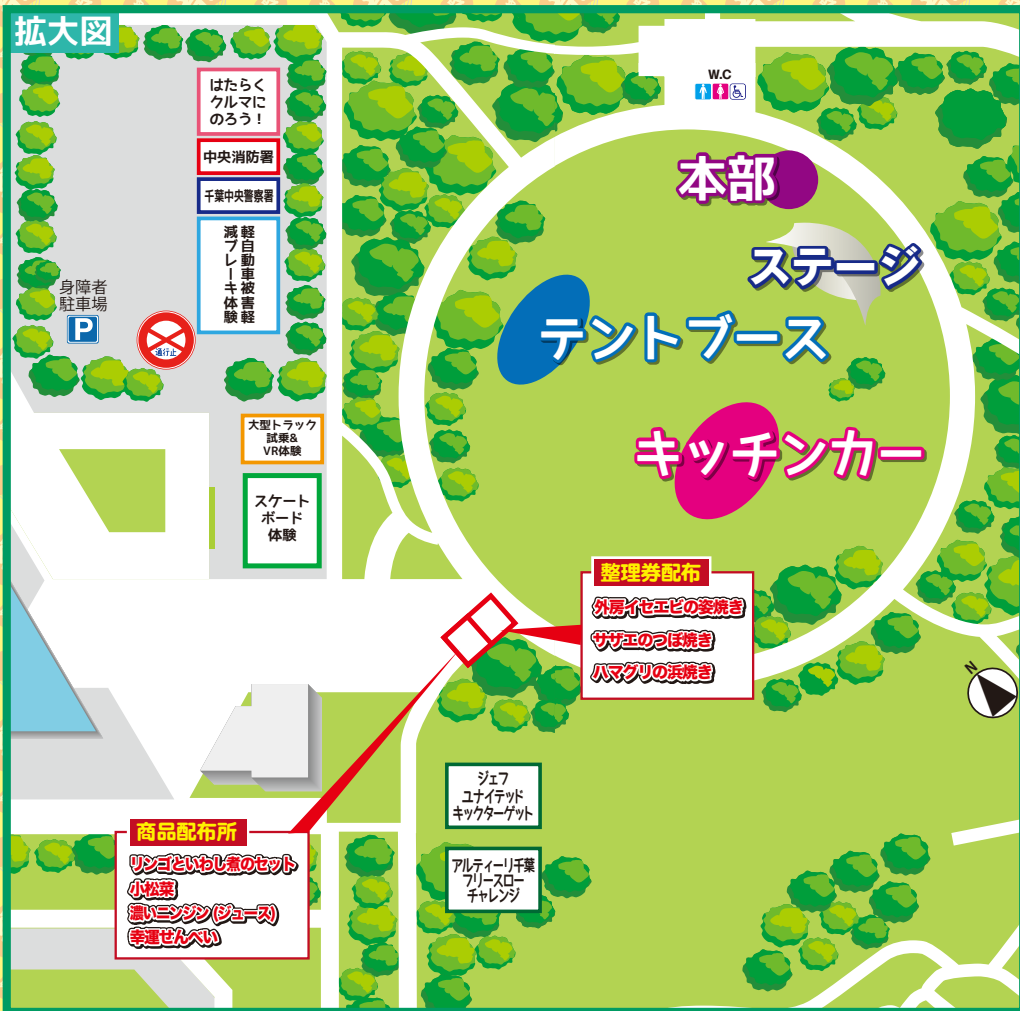 拡大図
はたらく
クルマに
のろう！
中央消防署
千葉中央警察署
軽自動車被害軽
減ブレーキ体験
身障者
駐車場
P
通行止
大型トラック
試乗&
VR体験
スケート
ボード
体験
W.C
本部
ステージ
テントブース
キッチンカー
整理券配布
外房イセエビの姿焼き
サザエのつぼ焼き
ハマグリの浜焼き
N
ジェフ
ユナイテッド
キックターゲット
アルティーリ千葉
フリースロー
チャレンジ
商品配布所
リンゴといわし煮のセット
小松菜
濃いニンジン(ジュース)
幸運せんべい